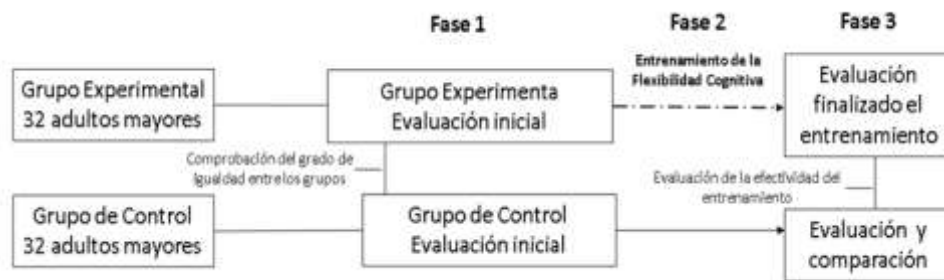 Fase 1
Fase 2
Fase 3
Grupo Experimental
32 adultos mayores
Grupo Experimenta
Evaluación inicial
Entrenamiento de la
Flexibilidad Cognitiva
Evaluación
finalizado el
entrenamiento
Comprobación del grado de
Igualdad entre los grupos
Evaluación de la efectividad del
entrenamiento
Grupo de Control
32 adultos mayores
Grupo de Control
Evaluación inicial
Evaluación y
comparación